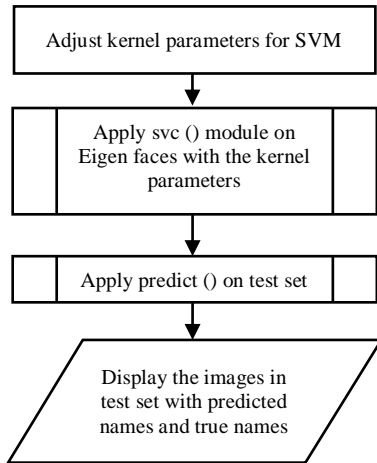 Adjust kernel parameters for SVM
Apply svc () module on
Eigen faces with the kernel
parameters
Apply predict () on test set
Display the images in
test set with predicted
names and true names